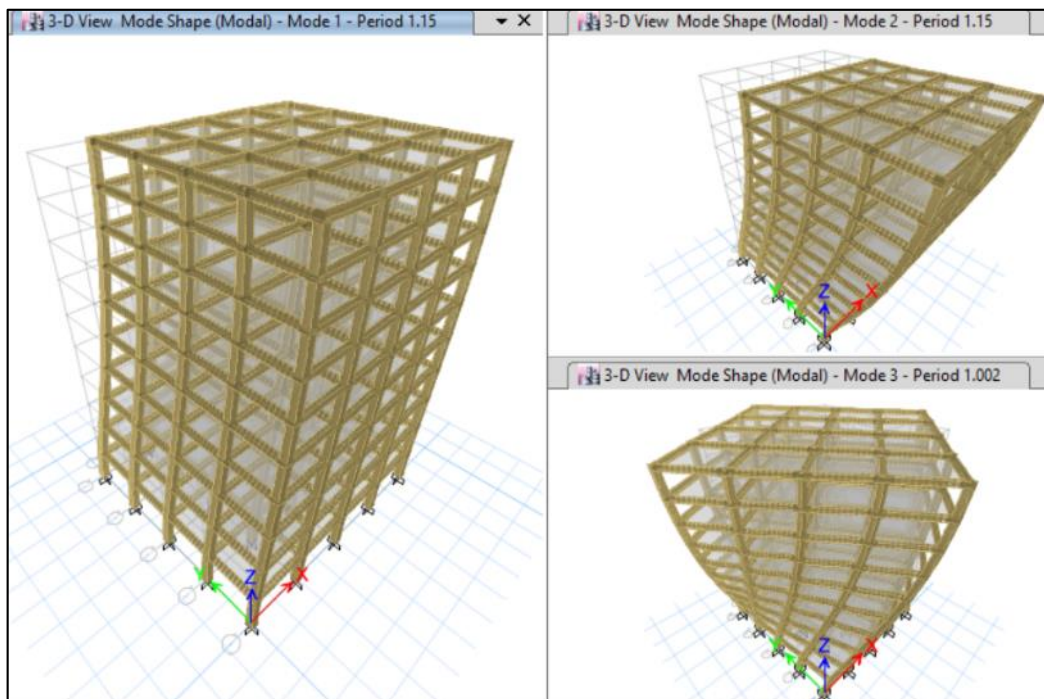 3-D View Mode Shape (Modal) - Mode 1 - Period 1.15
Z
Y
X
3-D View Mode Shape (Modal) - Mode 2 - Period 1.15
Z
Y
X
3-D View Mode Shape (Modal) - Mode 3 - Period 1.002
Z
Y
X